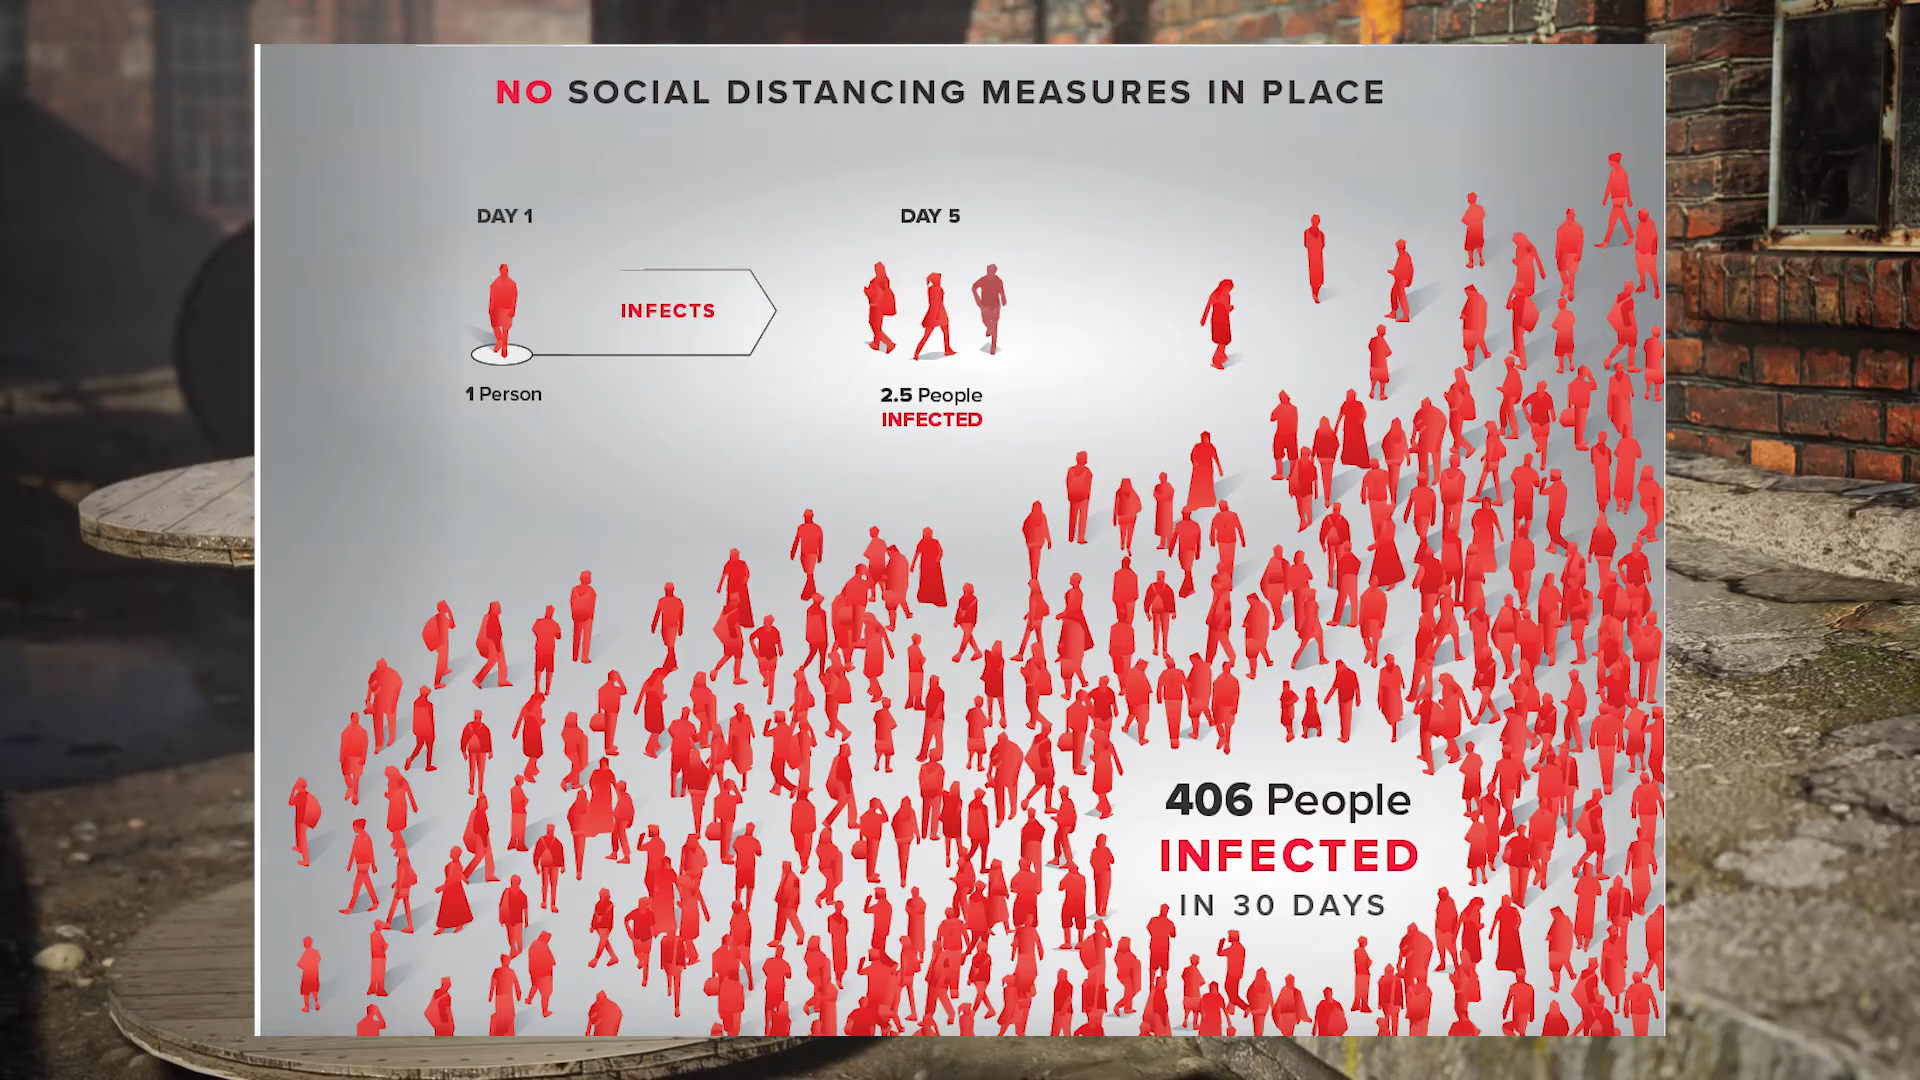 NO SOCIAL DISTANCING MEASURES IN PLACE
DAY 1
DAY 5
INFECTS
1 Person
2.5 People
INFECTED
406 People
INFECTED
IN 30 DAYS